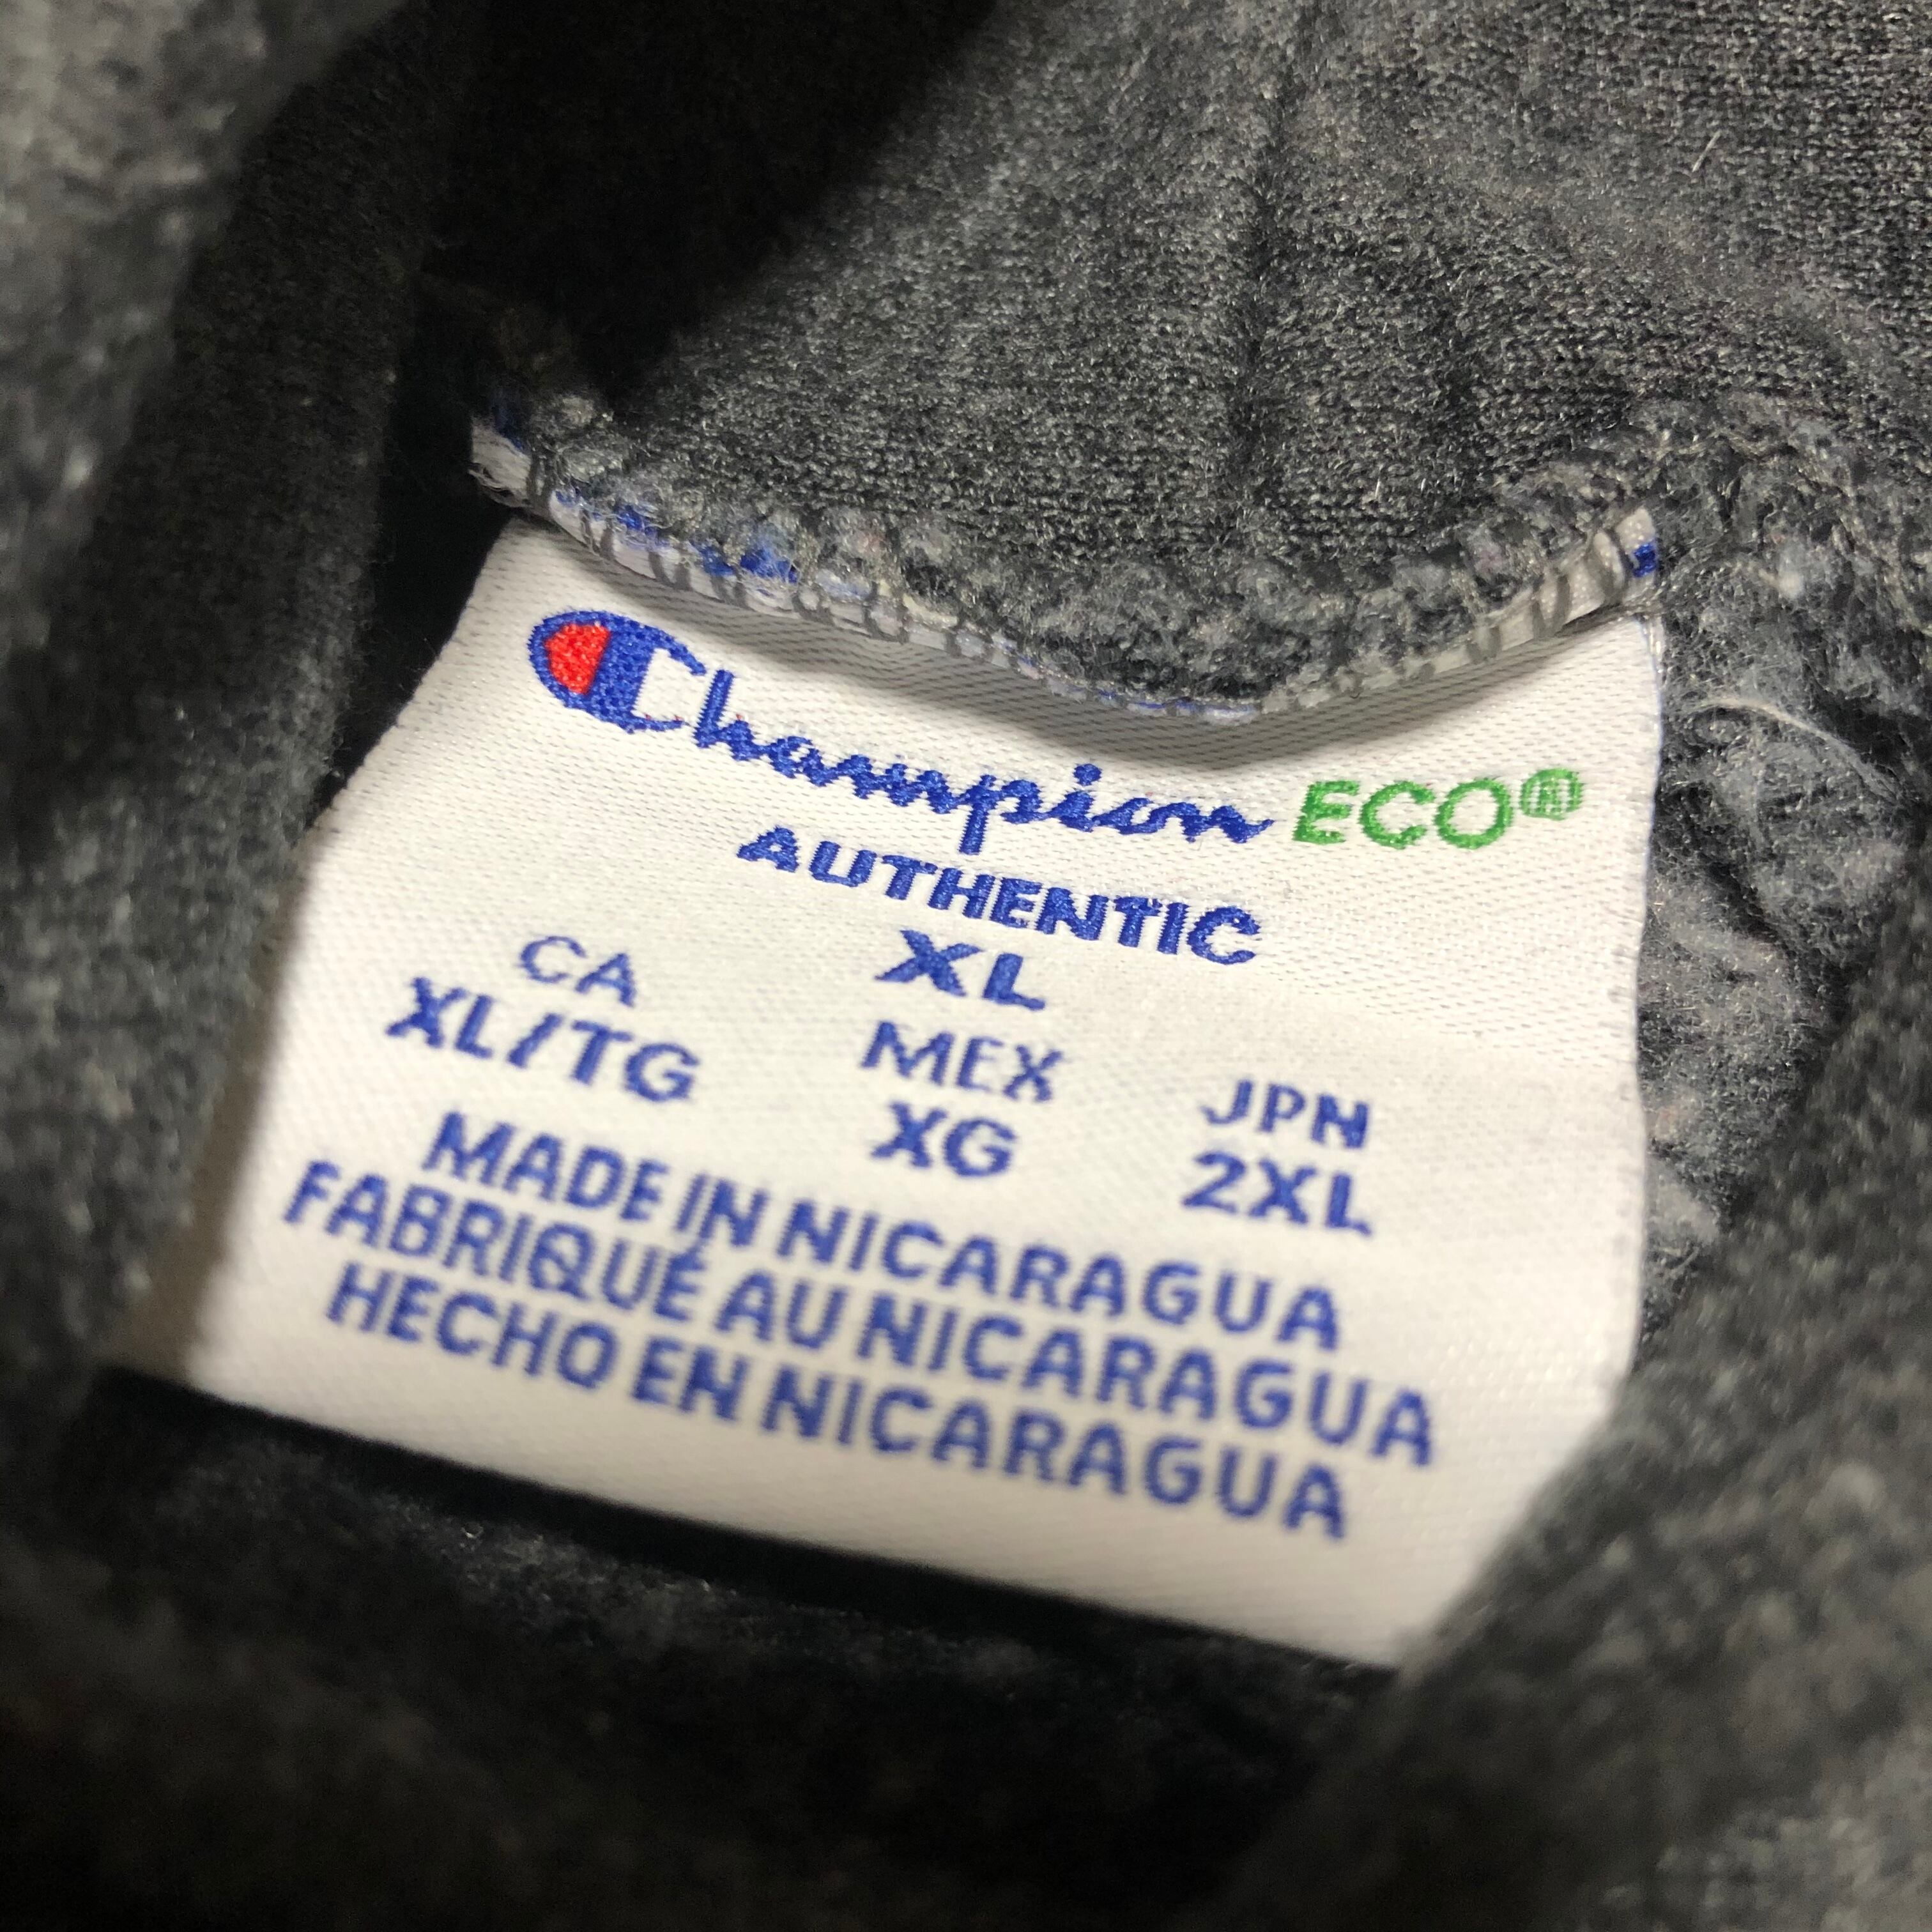 Champion ECO®
AUTHENTIC
XL
CA MEX JPN
XL/TG XG 2XL
MADE IN NICARAGUA
FABRIQUÉ AU NICARAGUA
HECHO EN NICARAGUA